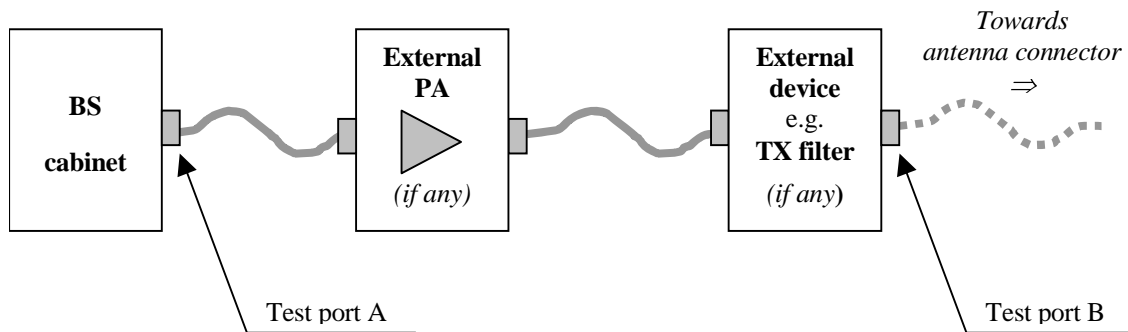 BS
cabinet
External
PA
(if any)
External
device
e.g.
TX filter
(if any)
Towards
antenna connector
⇒
Test port A
Test port B